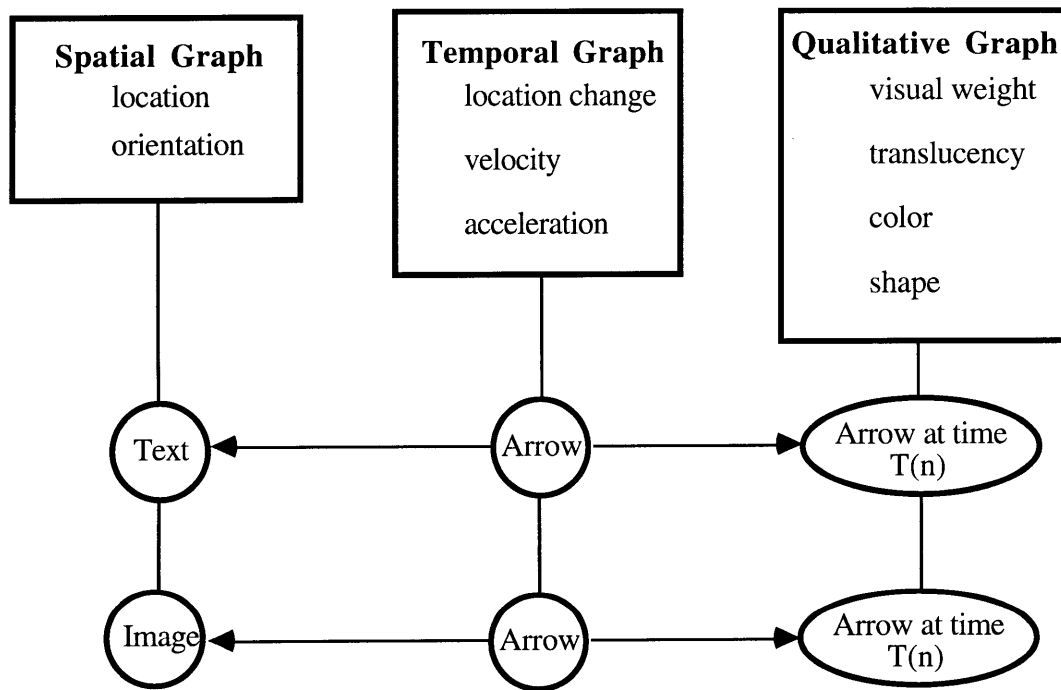 Spatial Graph
location
orientation
Temporal Graph
location change
velocity
acceleration
Qualitative Graph
visual weight
translucency
color
shape
Text
Arrow
Arrow at time
T(n)
Image
Arrow
Arrow at time
T(n)